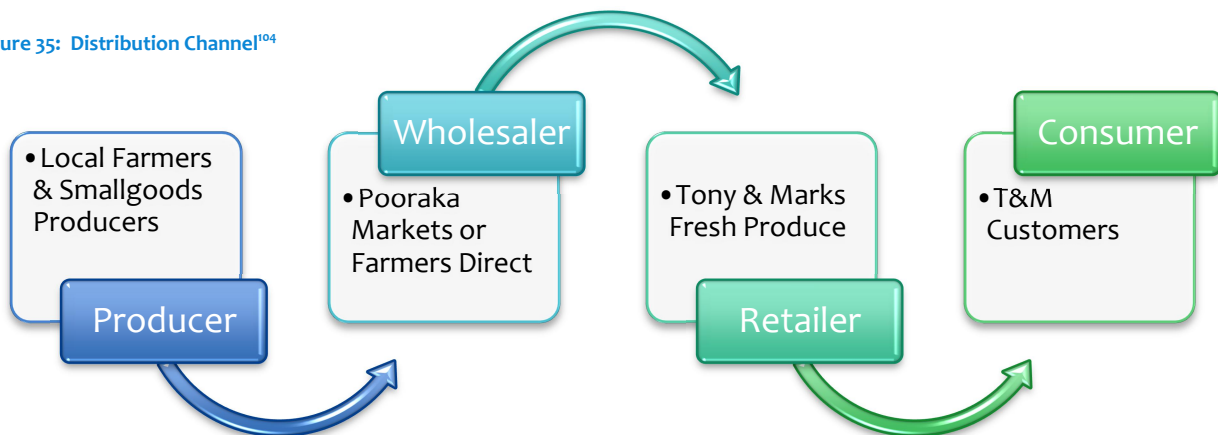 ure 35: Distribution Channel¹⁰⁴
Producer
•Local Farmers
& Smallgoods
Producers
Wholesaler
•Pooraka
Markets or
Farmers Direct
Retailer
•Tony & Marks
Fresh Produce
Consumer
•T&M
Customers